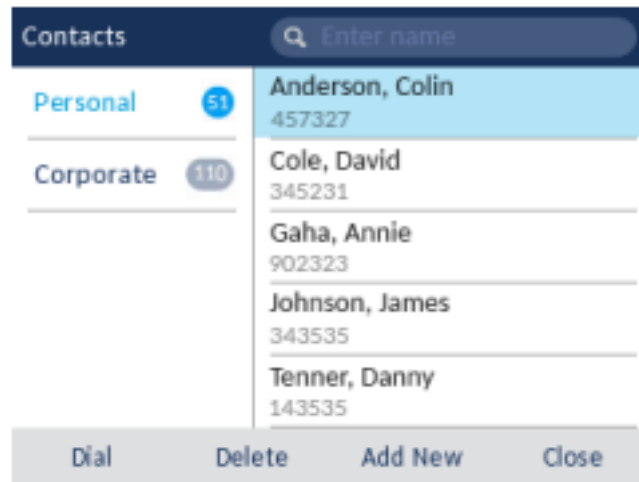 Contacts
Enter name
Personal 51
Corporate 110
Anderson, Colin
457327
Cole, David
345231
Gaha, Annie
902323
Johnson, James
343535
Tenner, Danny
143535
Dial Delete Add New Close